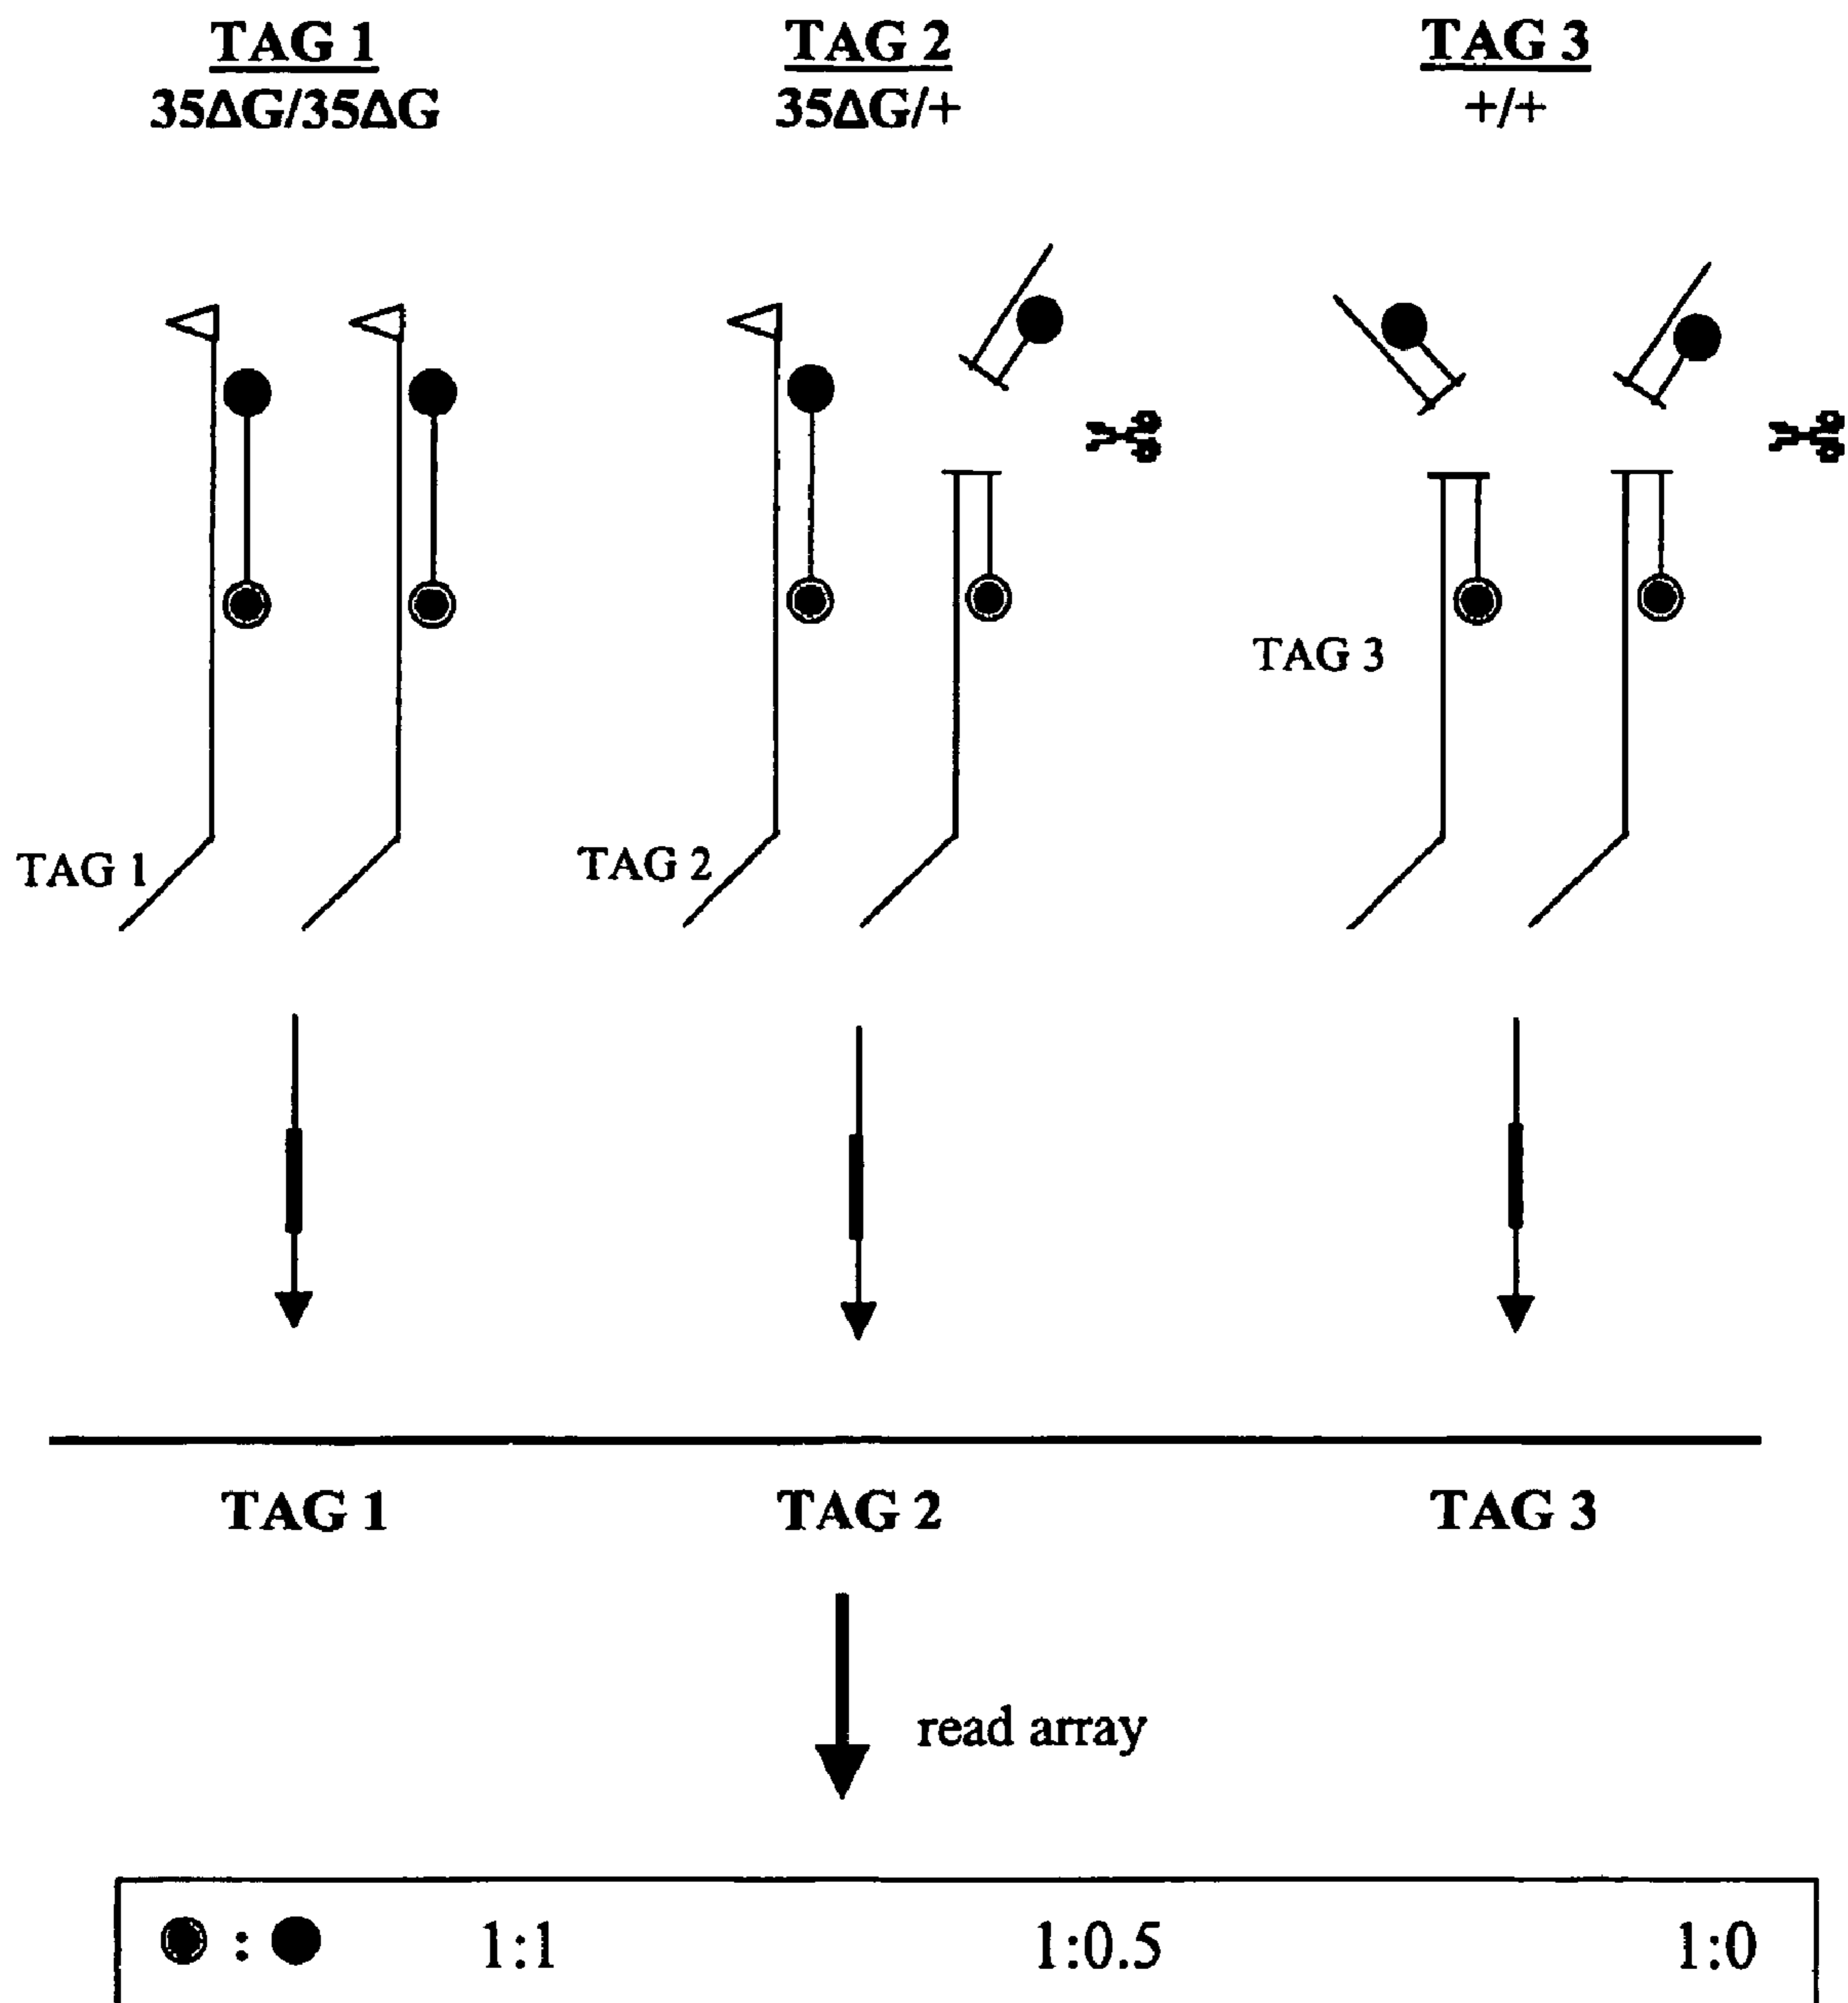 TAG 1 TAG 2 TAG 3
35ΔG/35ΔG 35ΔG/+ +/+
TAG 3
TAG 1 TAG 2
TAG 1 TAG 2 TAG 3
read array
: 1:1 1:0.5 1:0